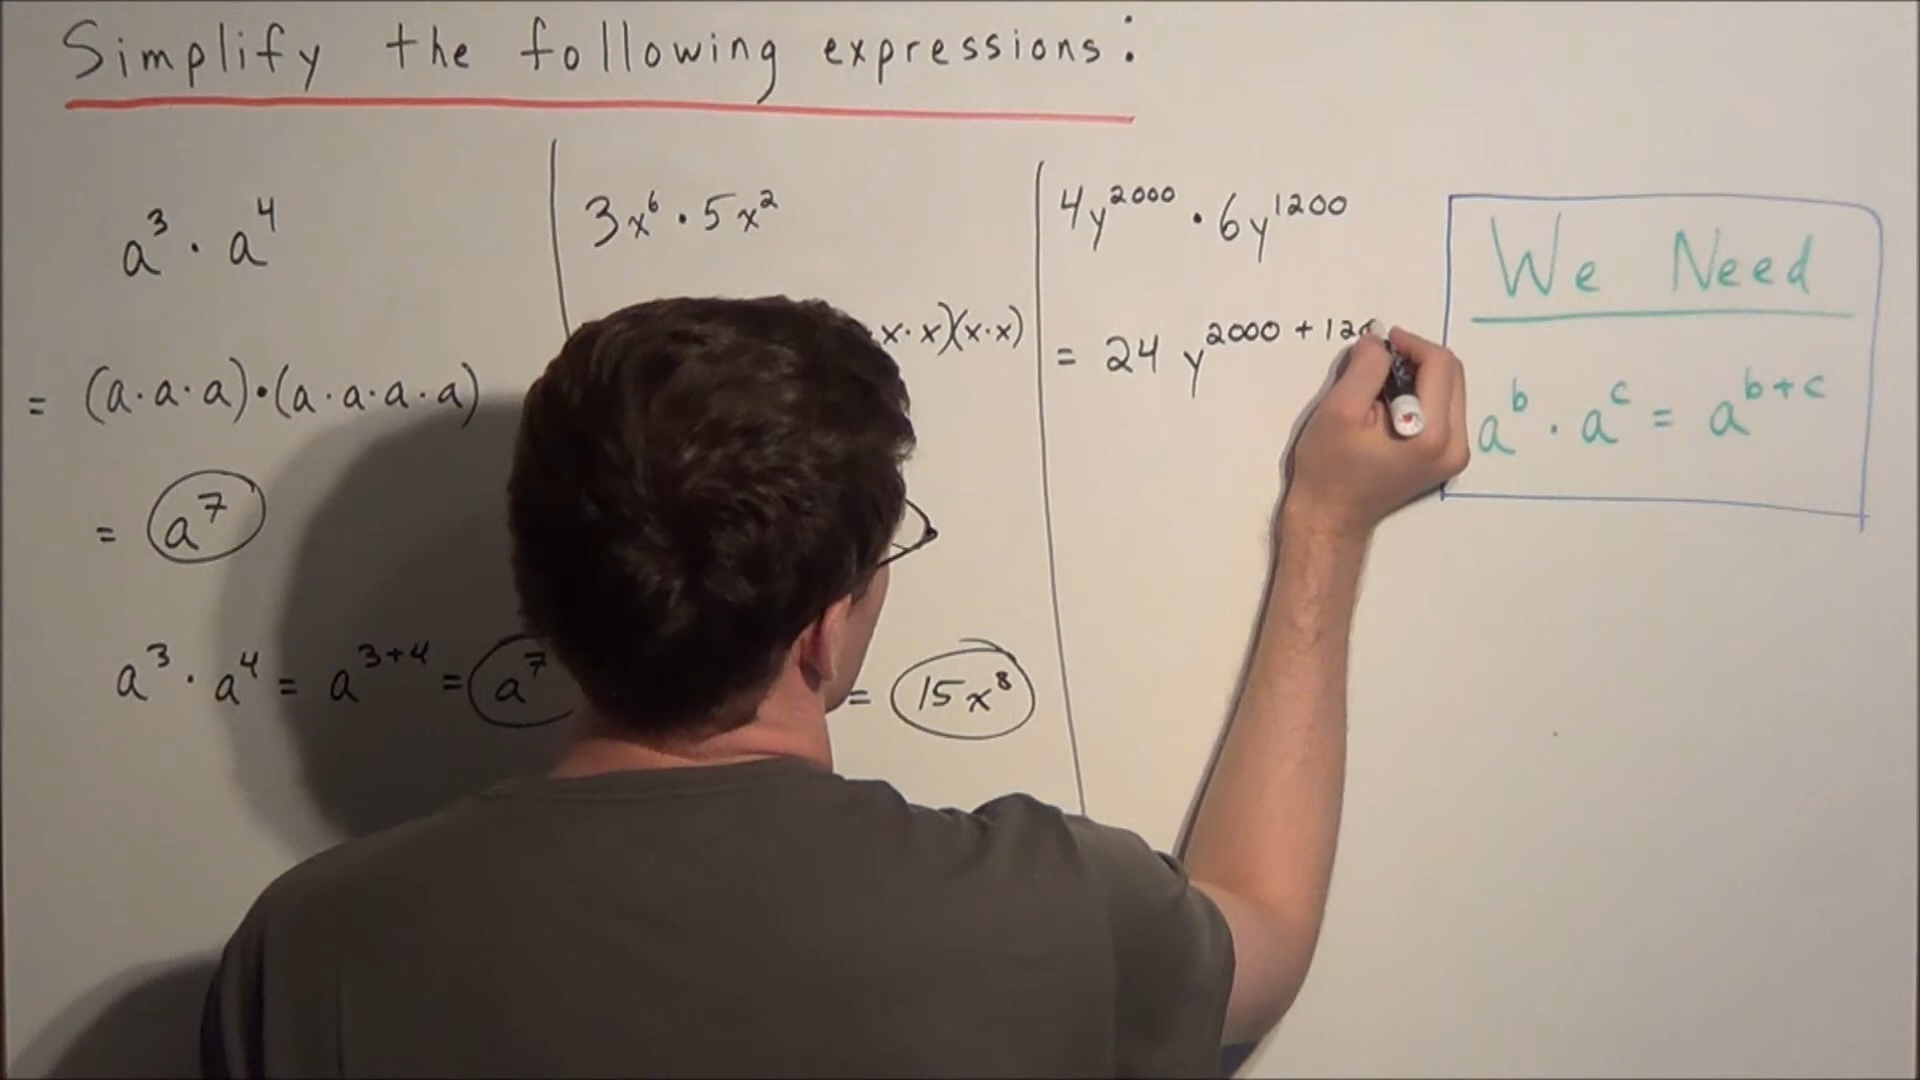 Simplify the following expressions:
a³ · a⁴
= (a·a·a)·(a·a·a·a)
= a⁷
a³ · a⁴ = a³⁺⁴ = a⁷
3x⁶ · 5x²
x·x)(x·x)
= 15x⁸
4y²⁰⁰⁰ · 6y¹²⁰⁰
= 24 y²⁰⁰⁰ ⁺ ¹²
We Need
aᵇ · aᶜ = aᵇ⁺ᶜ